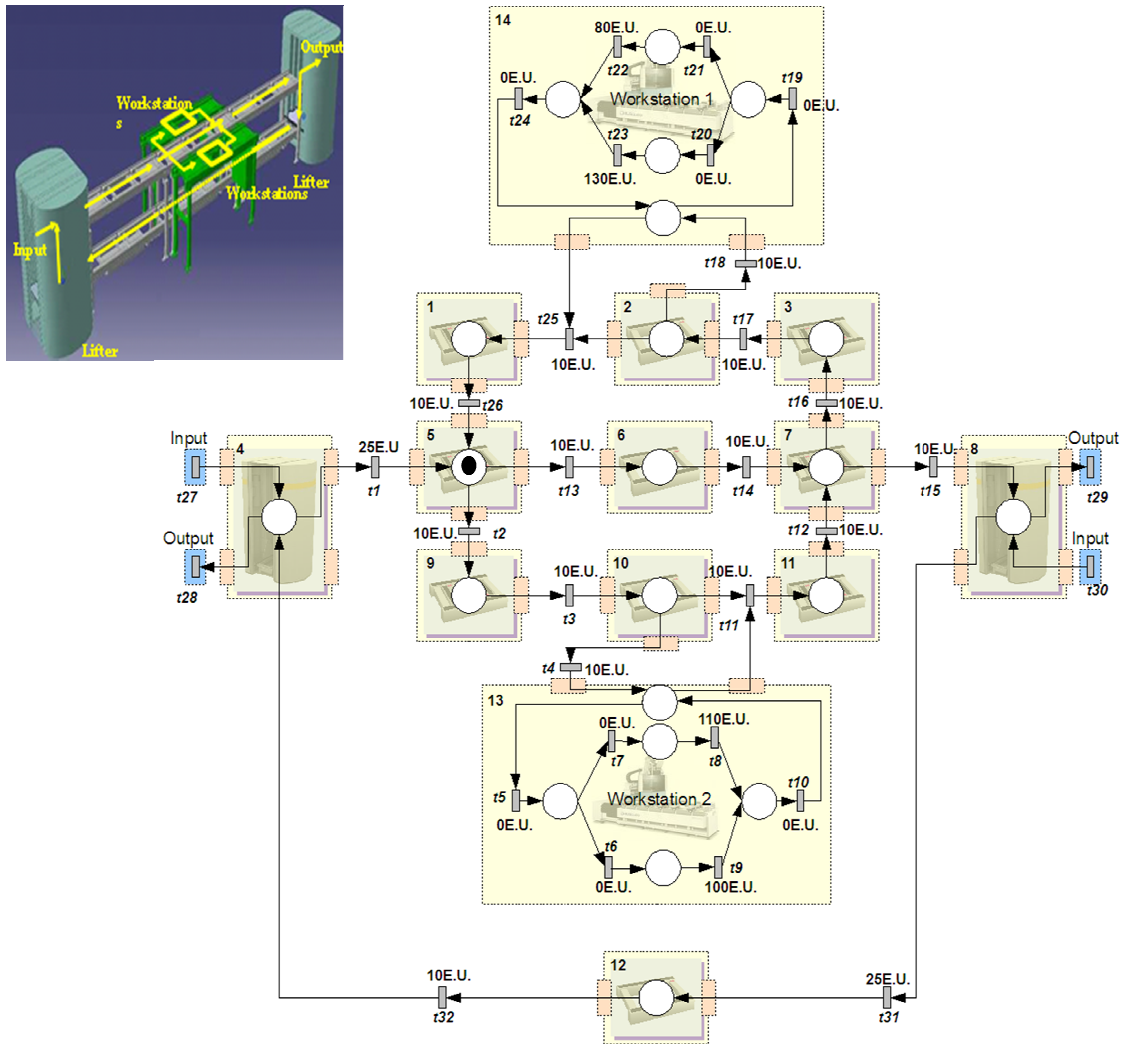 Output
Workstation
s
Workstations
Lifter
Input
Lifter
14
80E.U.
0E.U.
t22
t21
0E.U.
t19
Workstation 1
0E.U.
t24
t23
t20
130E.U.
0E.U.
t18
10E.U.
1
t25
2
t17
3
10E.U.
10E.U.
10E.U.
t26
t16
10E.U.
Input
4
25E.U
5
10E.U.
6
10E.U.
7
10E.U.
8
Output
t27
t1
t13
t14
t15
t29
Output
10E.U.
t2
t12
10E.U.
Input
t28
9
10E.U.
10
10E.U.
11
t30
t3
t11
t4
10E.U.
13
0E.U.
110E.U.
t7
t8
t5
Workstation 2
t10
0E.U.
0E.U.
t6
t9
0E.U.
100E.U.
12
10E.U.
25E.U.
t32
t31